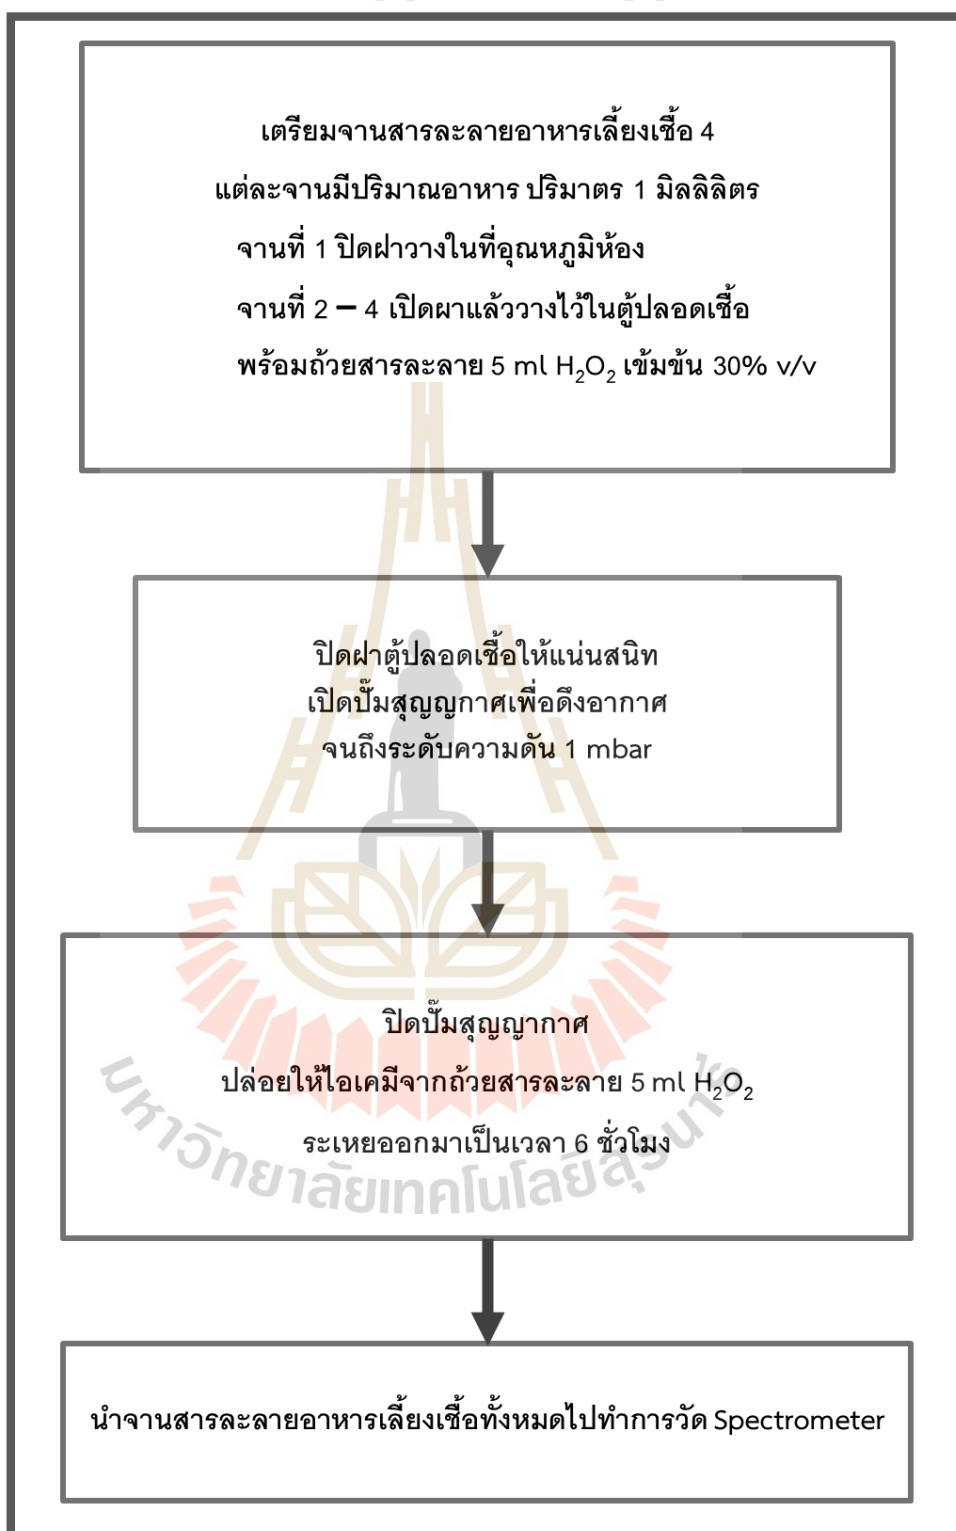 เตรียมจานสารละลายอาหารเลี้ยงเชื้อ 4
แต่ละจานมีปริมาณอาหาร ปริมาตร 1 มิลลิลิตร
จานที่ 1 ปิดฝาวางในที่อุณหภูมิห้อง
จานที่ 2 – 4 เปิดผาแล้ววางไว้ในตู้ปลอดเชื้อ
พร้อมถ้วยสารละลาย 5 ml H₂O₂ เข้มข้น 30% v/v
ปิดฝาตู้ปลอดเชื้อให้แน่นสนิท
เปิดปั๊มสุญญกาศเพื่อดึงอากาศ
จนถึงระดับความดัน 1 mbar
ปิดปั๊มสุญญากาศ
ปล่อยให้ไอเคมีจากถ้วยสารละลาย 5 ml H₂O₂
ระเหยออกมาเป็นเวลา 6 ชั่วโมง
มหาวิทยาลัยเทคโนโลยีสุรนารี
นำจานสารละลายอาหารเลี้ยงเชื้อทั้งหมดไปทำการวัด Spectrometer